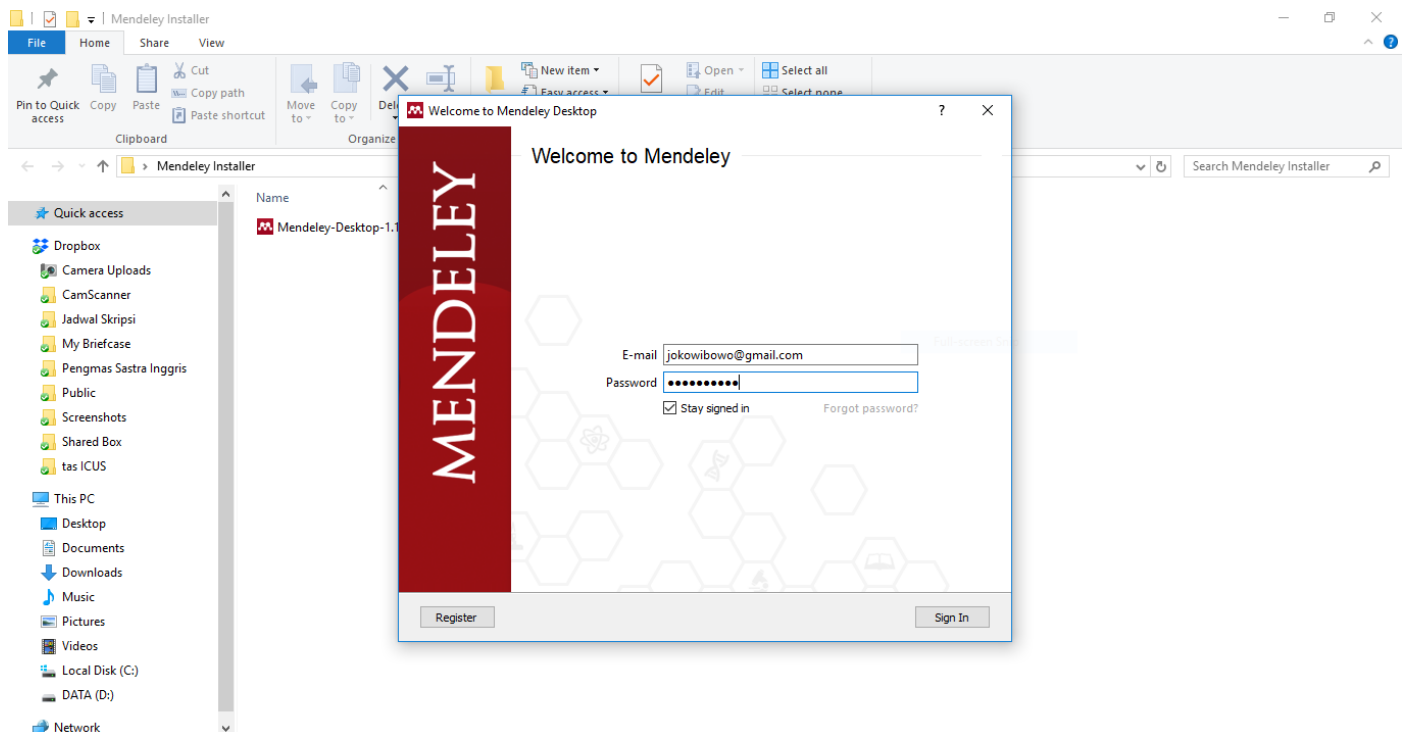 Mendeley Installer
File Home Share View
Pin to Quick access
Copy
Paste
Cut
Copy path
Paste shortcut
Clipboard
Move to
Copy to
Del
Organize
New item
Easy access
Open
Edit
Select all
Select none
Mendeley Installer
Search Mendeley Installer
Quick access
Dropbox
Camera Uploads
CamScanner
Jadwal Skripsi
My Briefcase
Pengmas Sastra Inggris
Public
Screenshots
Shared Box
tas ICUS
This PC
Desktop
Documents
Downloads
Music
Pictures
Videos
Local Disk (C:)
DATA (D:)
Network
Name
Mendeley-Desktop-1.1
Welcome to Mendeley Desktop
MENDELEY
Welcome to Mendeley
E-mail jokowibowo@gmail.com
Password ●●●●●●●●●●
Stay signed in Forgot password?
Register Sign In